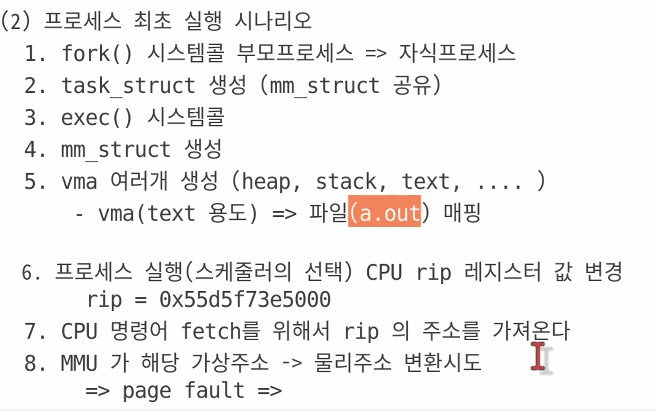 (2) 프로세스 최초 실행 시나리오
1. fork() 시스템콜 부모프로세스 => 자식프로세스
2. task_struct 생성 (mm_struct 공유)
3. exec() 시스템콜
4. mm_struct 생성
5. vma 여러개 생성 (heap, stack, text, .... )
- vma(text 용도) => 파일(a.out) 매핑
6. 프로세스 실행(스케줄러의 선택) CPU rip 레지스터 값 변경
rip = 0x55d5f73e5000
7. CPU 명령어 fetch를 위해서 rip 의 주소를 가져온다
8. MMU 가 해당 가상주소 -> 물리주소 변환시도
=> page fault =>